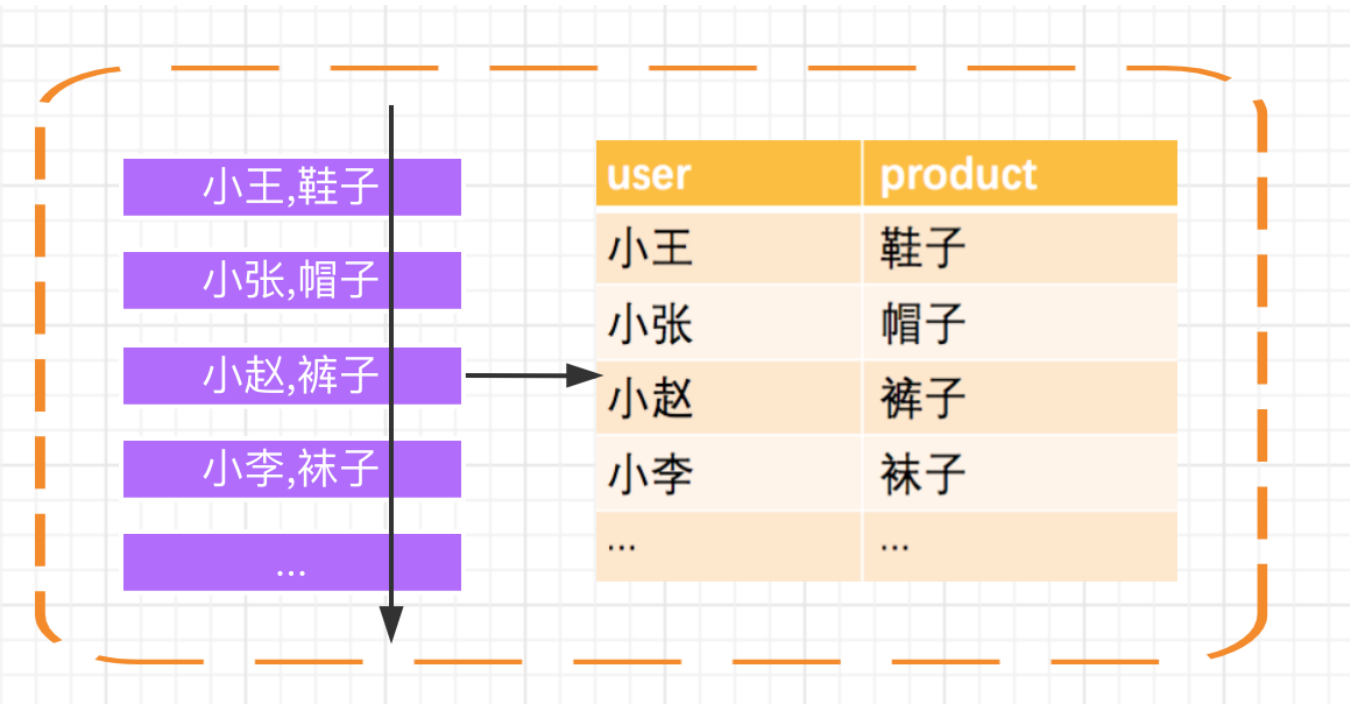 小王,鞋子
小张,帽子
小赵,裤子
小李,袜子
...
user product
小王 鞋子
小张 帽子
小赵 裤子
小李 袜子
... ...